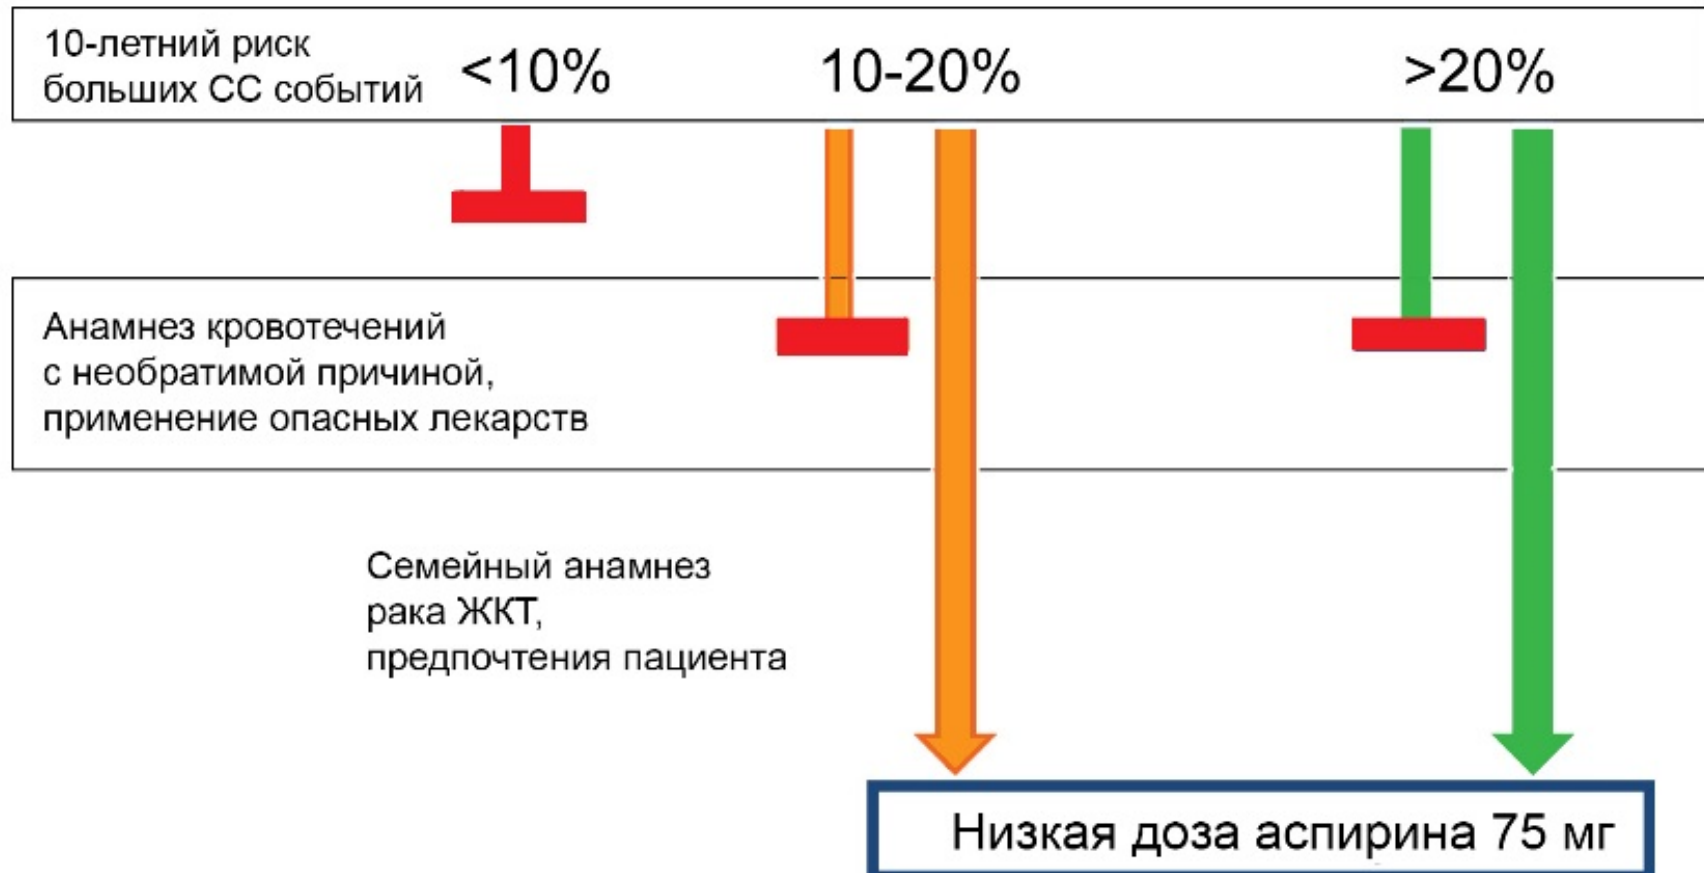 10-летний риск
больших СС событий
<10%
10-20%
>20%
Анамнез кровотечений
с необратимой причиной,
применение опасных лекарств
Семейный анамнез
рака ЖКТ,
предпочтения пациента
Низкая доза аспирина 75 мг